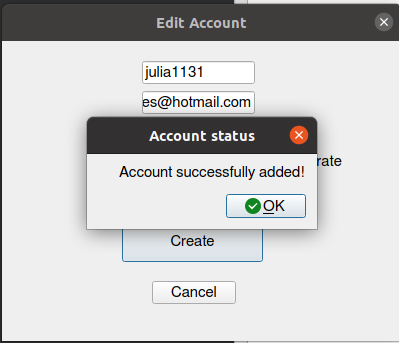 Edit Account
julia1131
es@hotmail.com
Account status
Account successfully added!
rate
OK
Create
Cancel